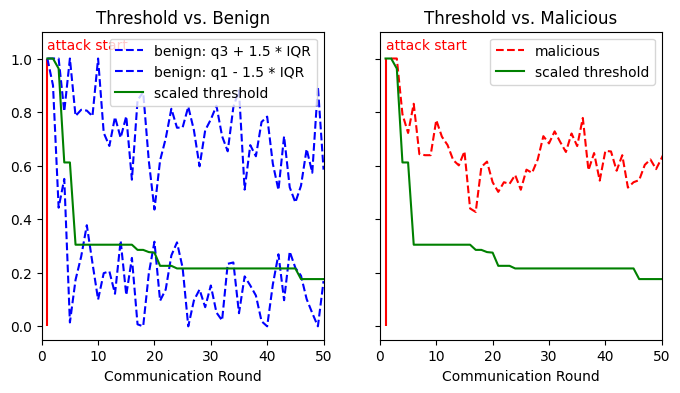 Threshold vs. Benign
attack start
benign: q3 + 1.5 * IQR
benign: q1 - 1.5 * IQR
scaled threshold
1.0
0.8
0.6
0.4
0.2
0.0
0 10 20 30 40 50
Communication Round
Threshold vs. Malicious
attack start
malicious
scaled threshold
0 10 20 30 40 50
Communication Round